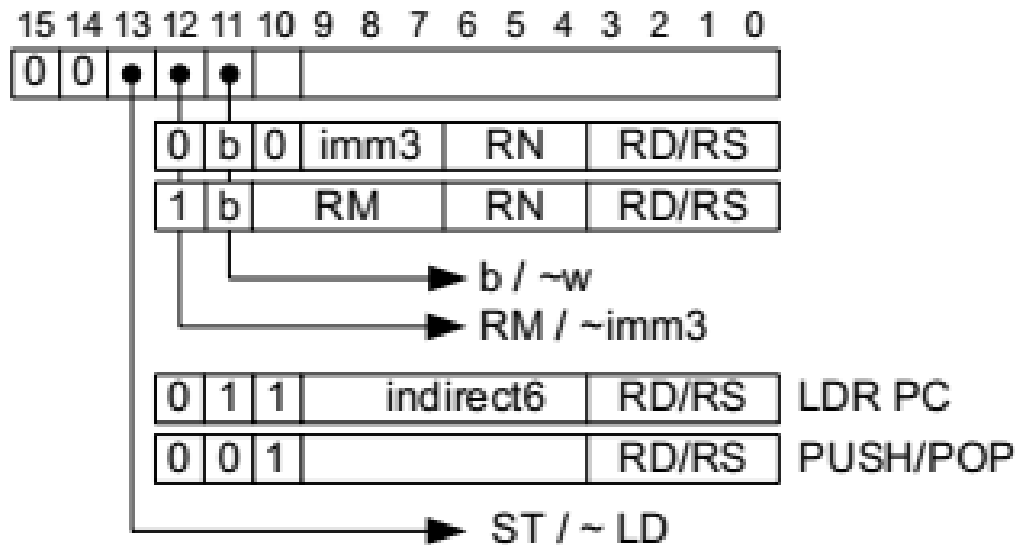 15 14 13 12 11 10 9 8 7 6 5 4 3 2 1 0
0 0
0 b 0 imm3 RN RD/RS
1 b RM RN RD/RS
b / ~w
RM / ~imm3
0 1 1 indirect6 RD/RS LDR PC
0 0 1 RD/RS PUSH/POP
ST / ~ LD